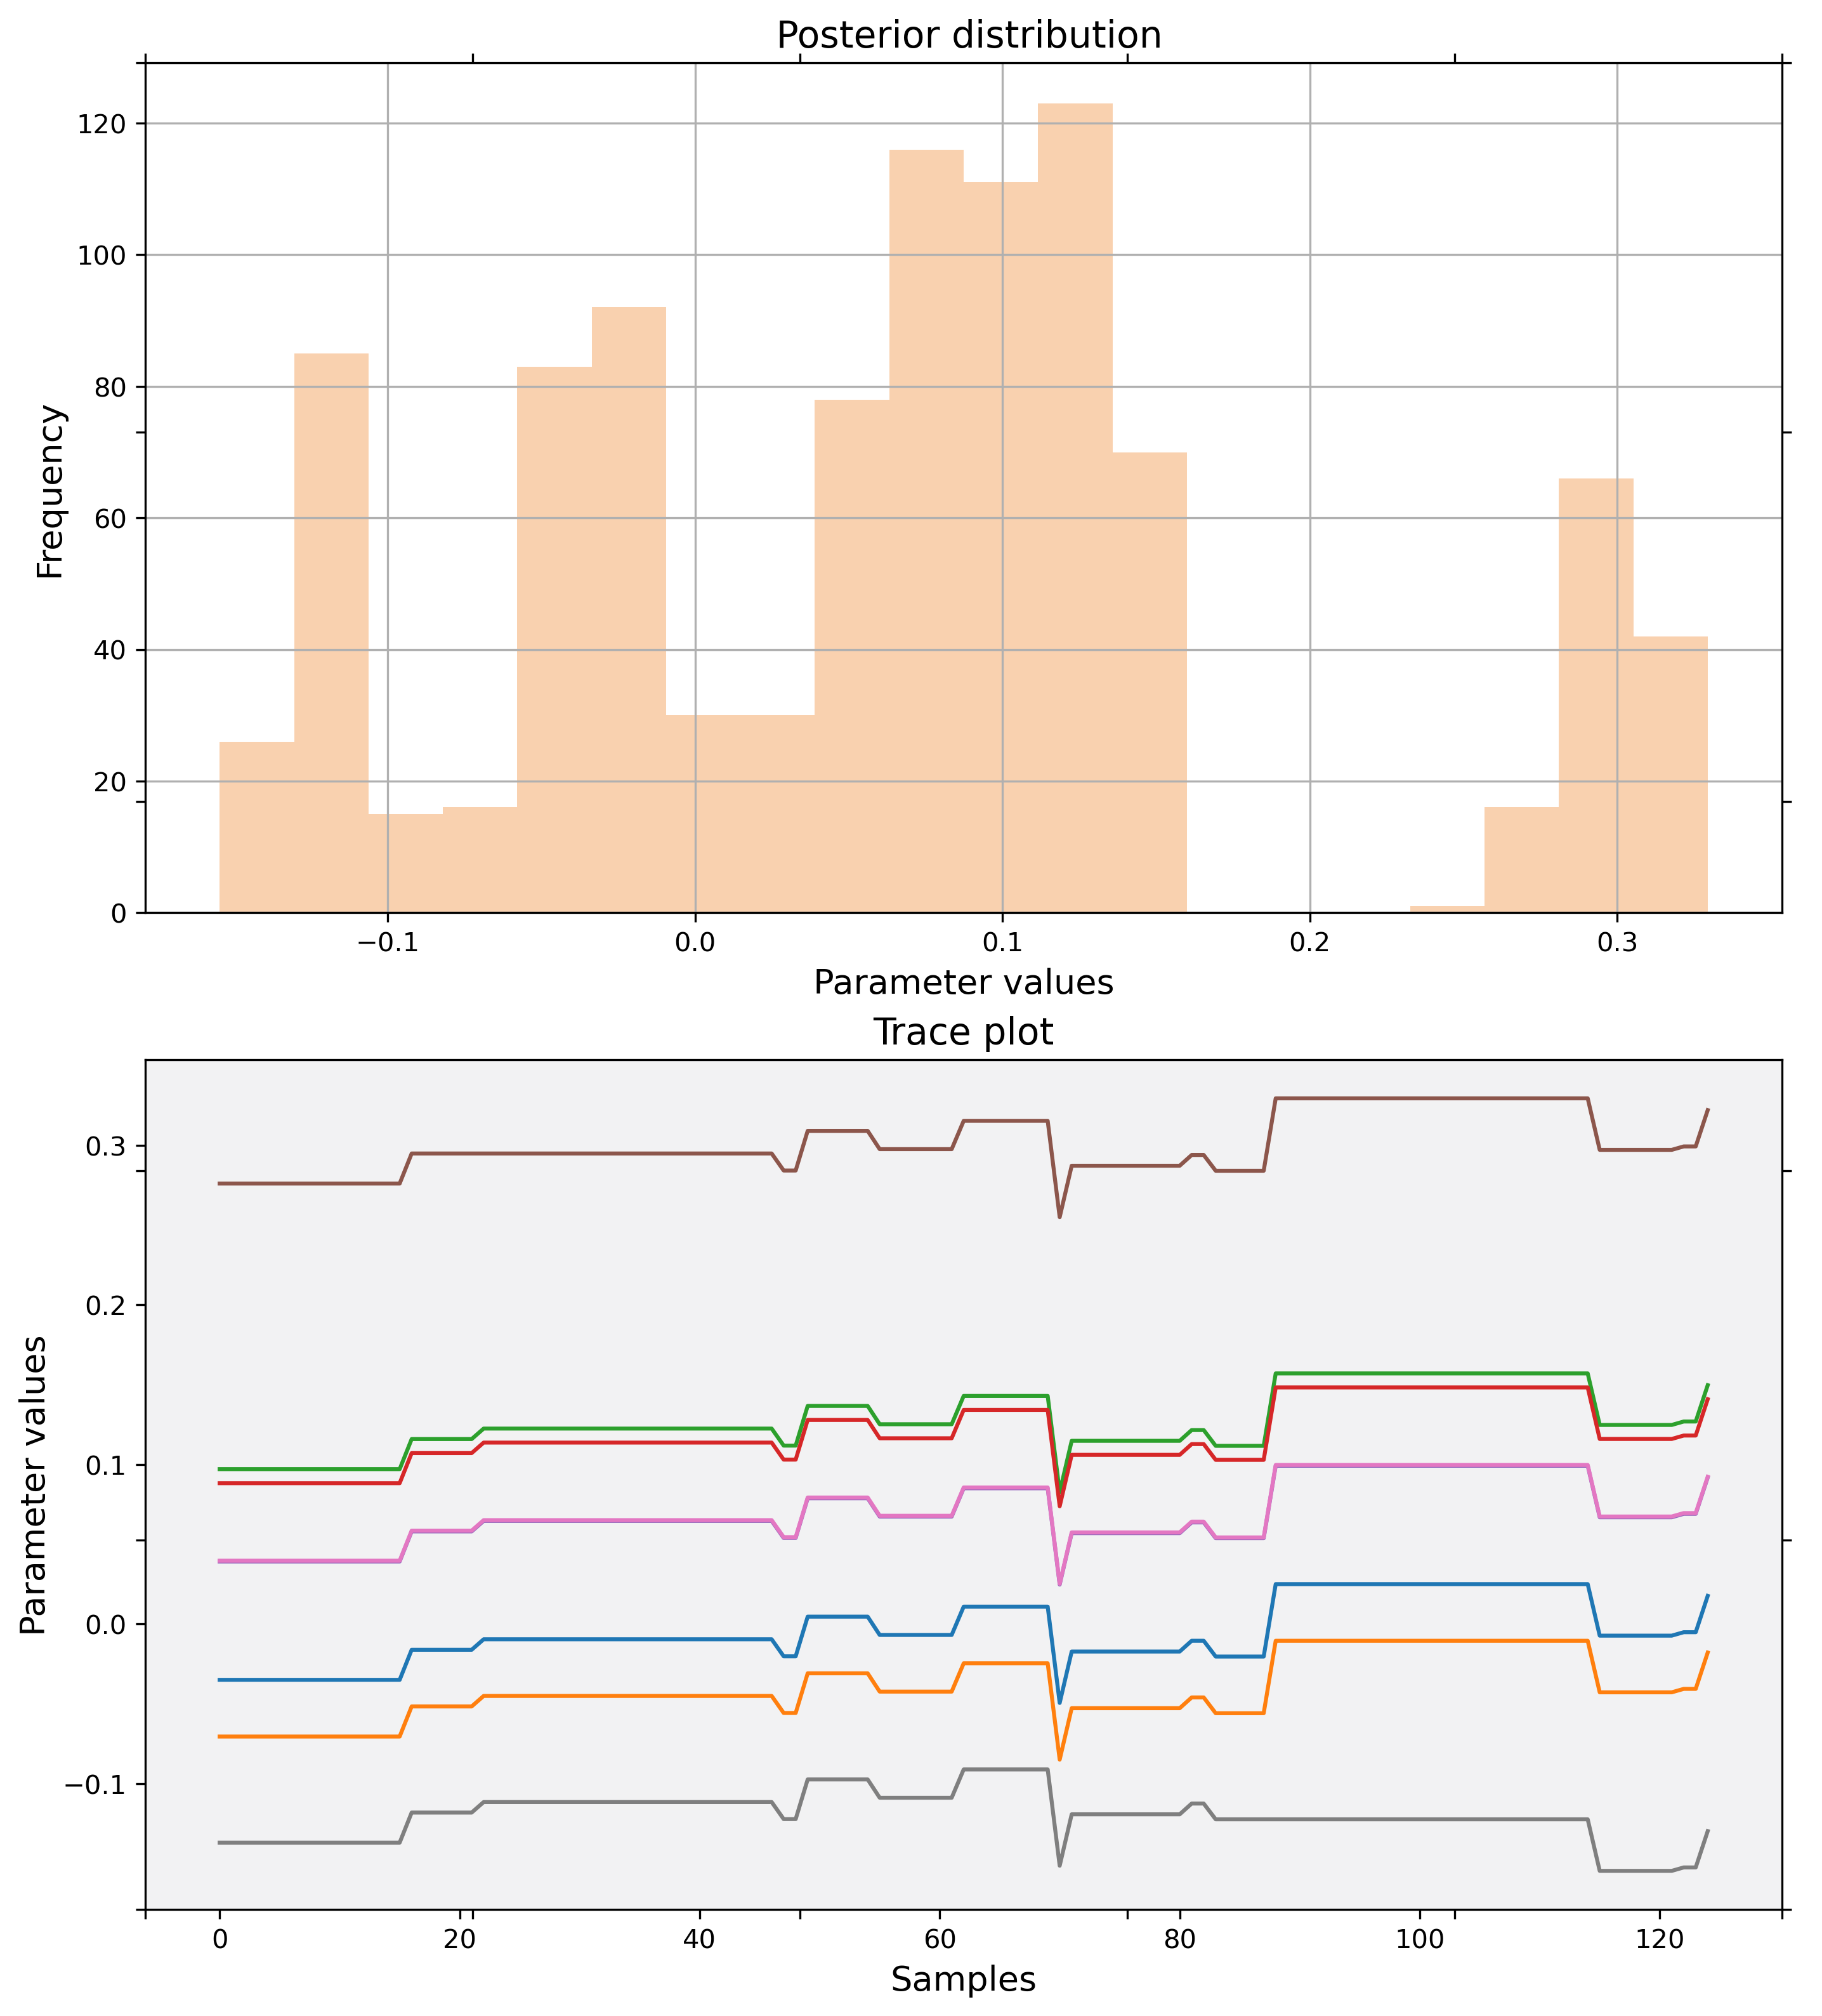 Posterior distribution
120
100
80
60
40
20
0
Frequency
−0.1 0.0 0.1 0.2 0.3
Parameter values
Trace plot
0.3
0.2
0.1
0.0
−0.1
Parameter values
0 20 40 60 80 100 120
Samples